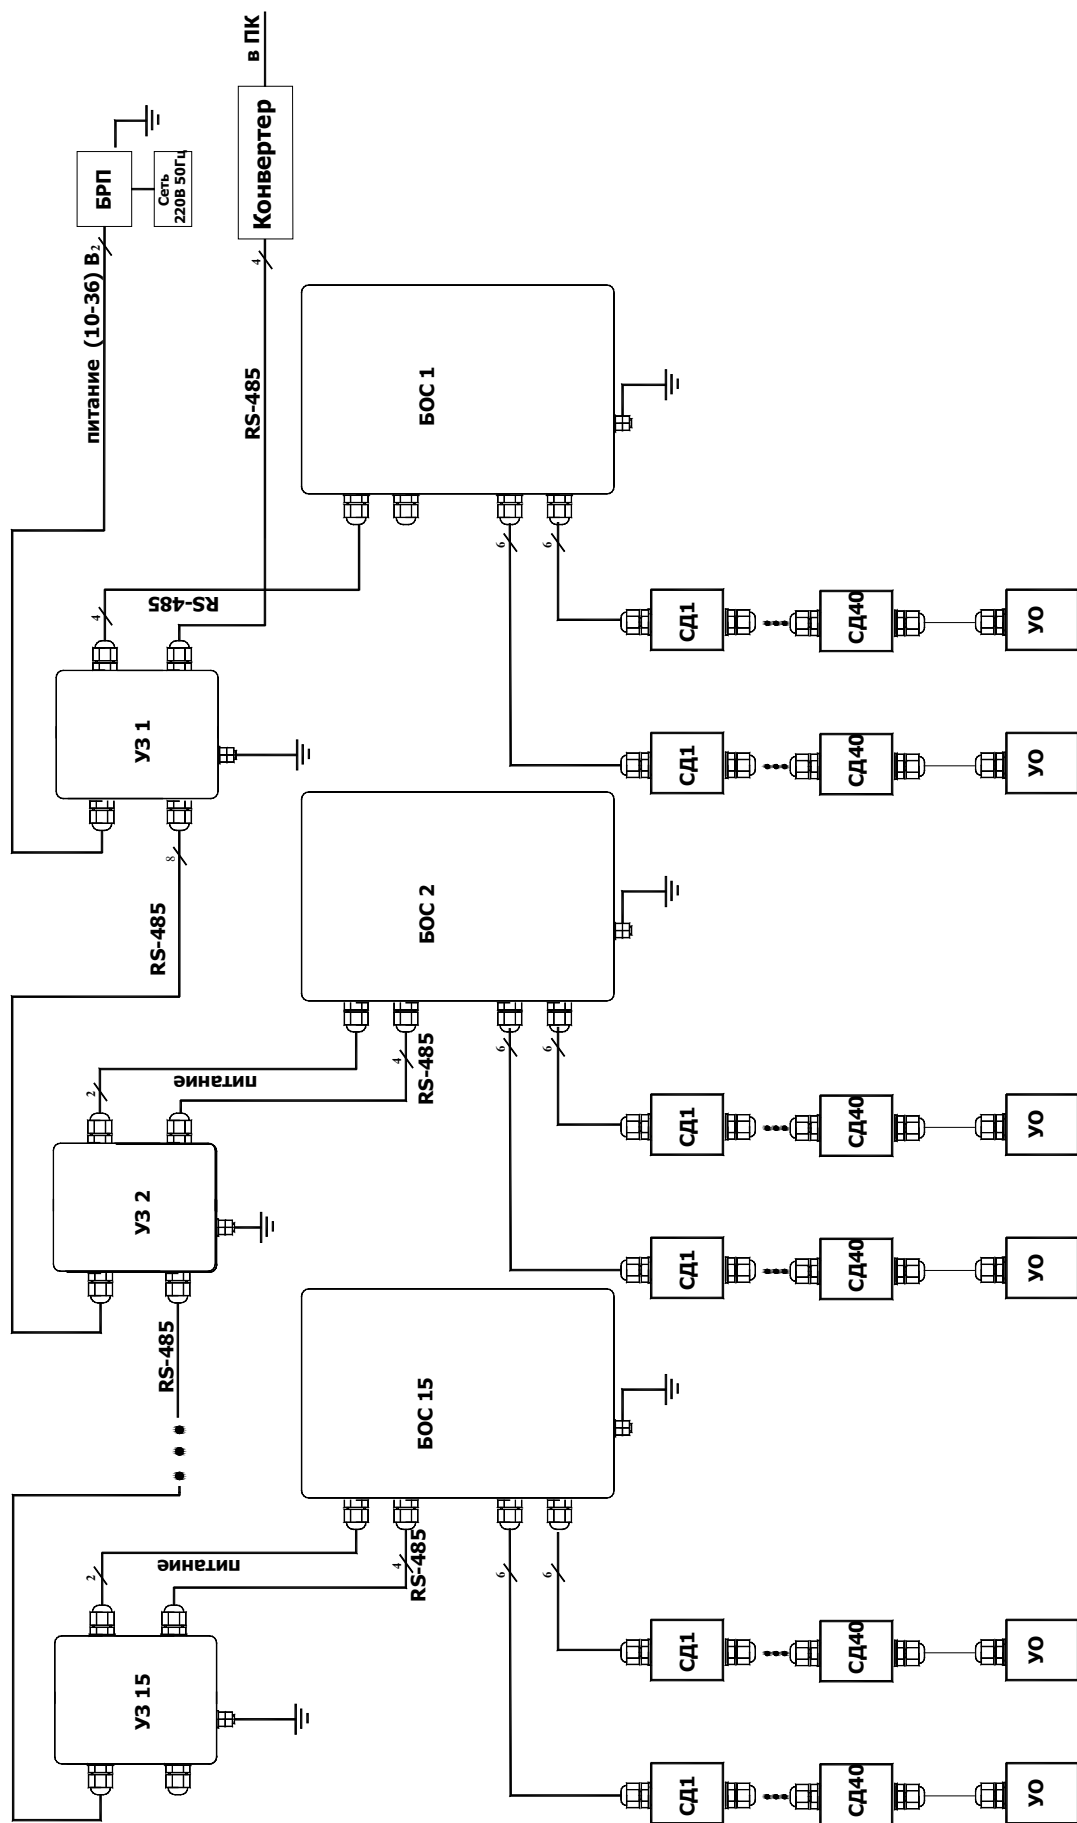 в ПК
Конвертер
БРП
Сеть
220В 50Гц
питание (10-36) В
2
4
RS-485
БОС 1
4
RS-485
УЗ 1
6
6
СД1
СД40
УО
СД1
СД40
УО
8
RS-485
БОС 2
2
питание
4
RS-485
УЗ 2
6
6
СД1
СД40
УО
СД1
СД40
УО
RS-485
БОС 15
2
питание
4
RS-485
УЗ 15
6
6
СД1
СД40
УО
СД1
СД40
УО